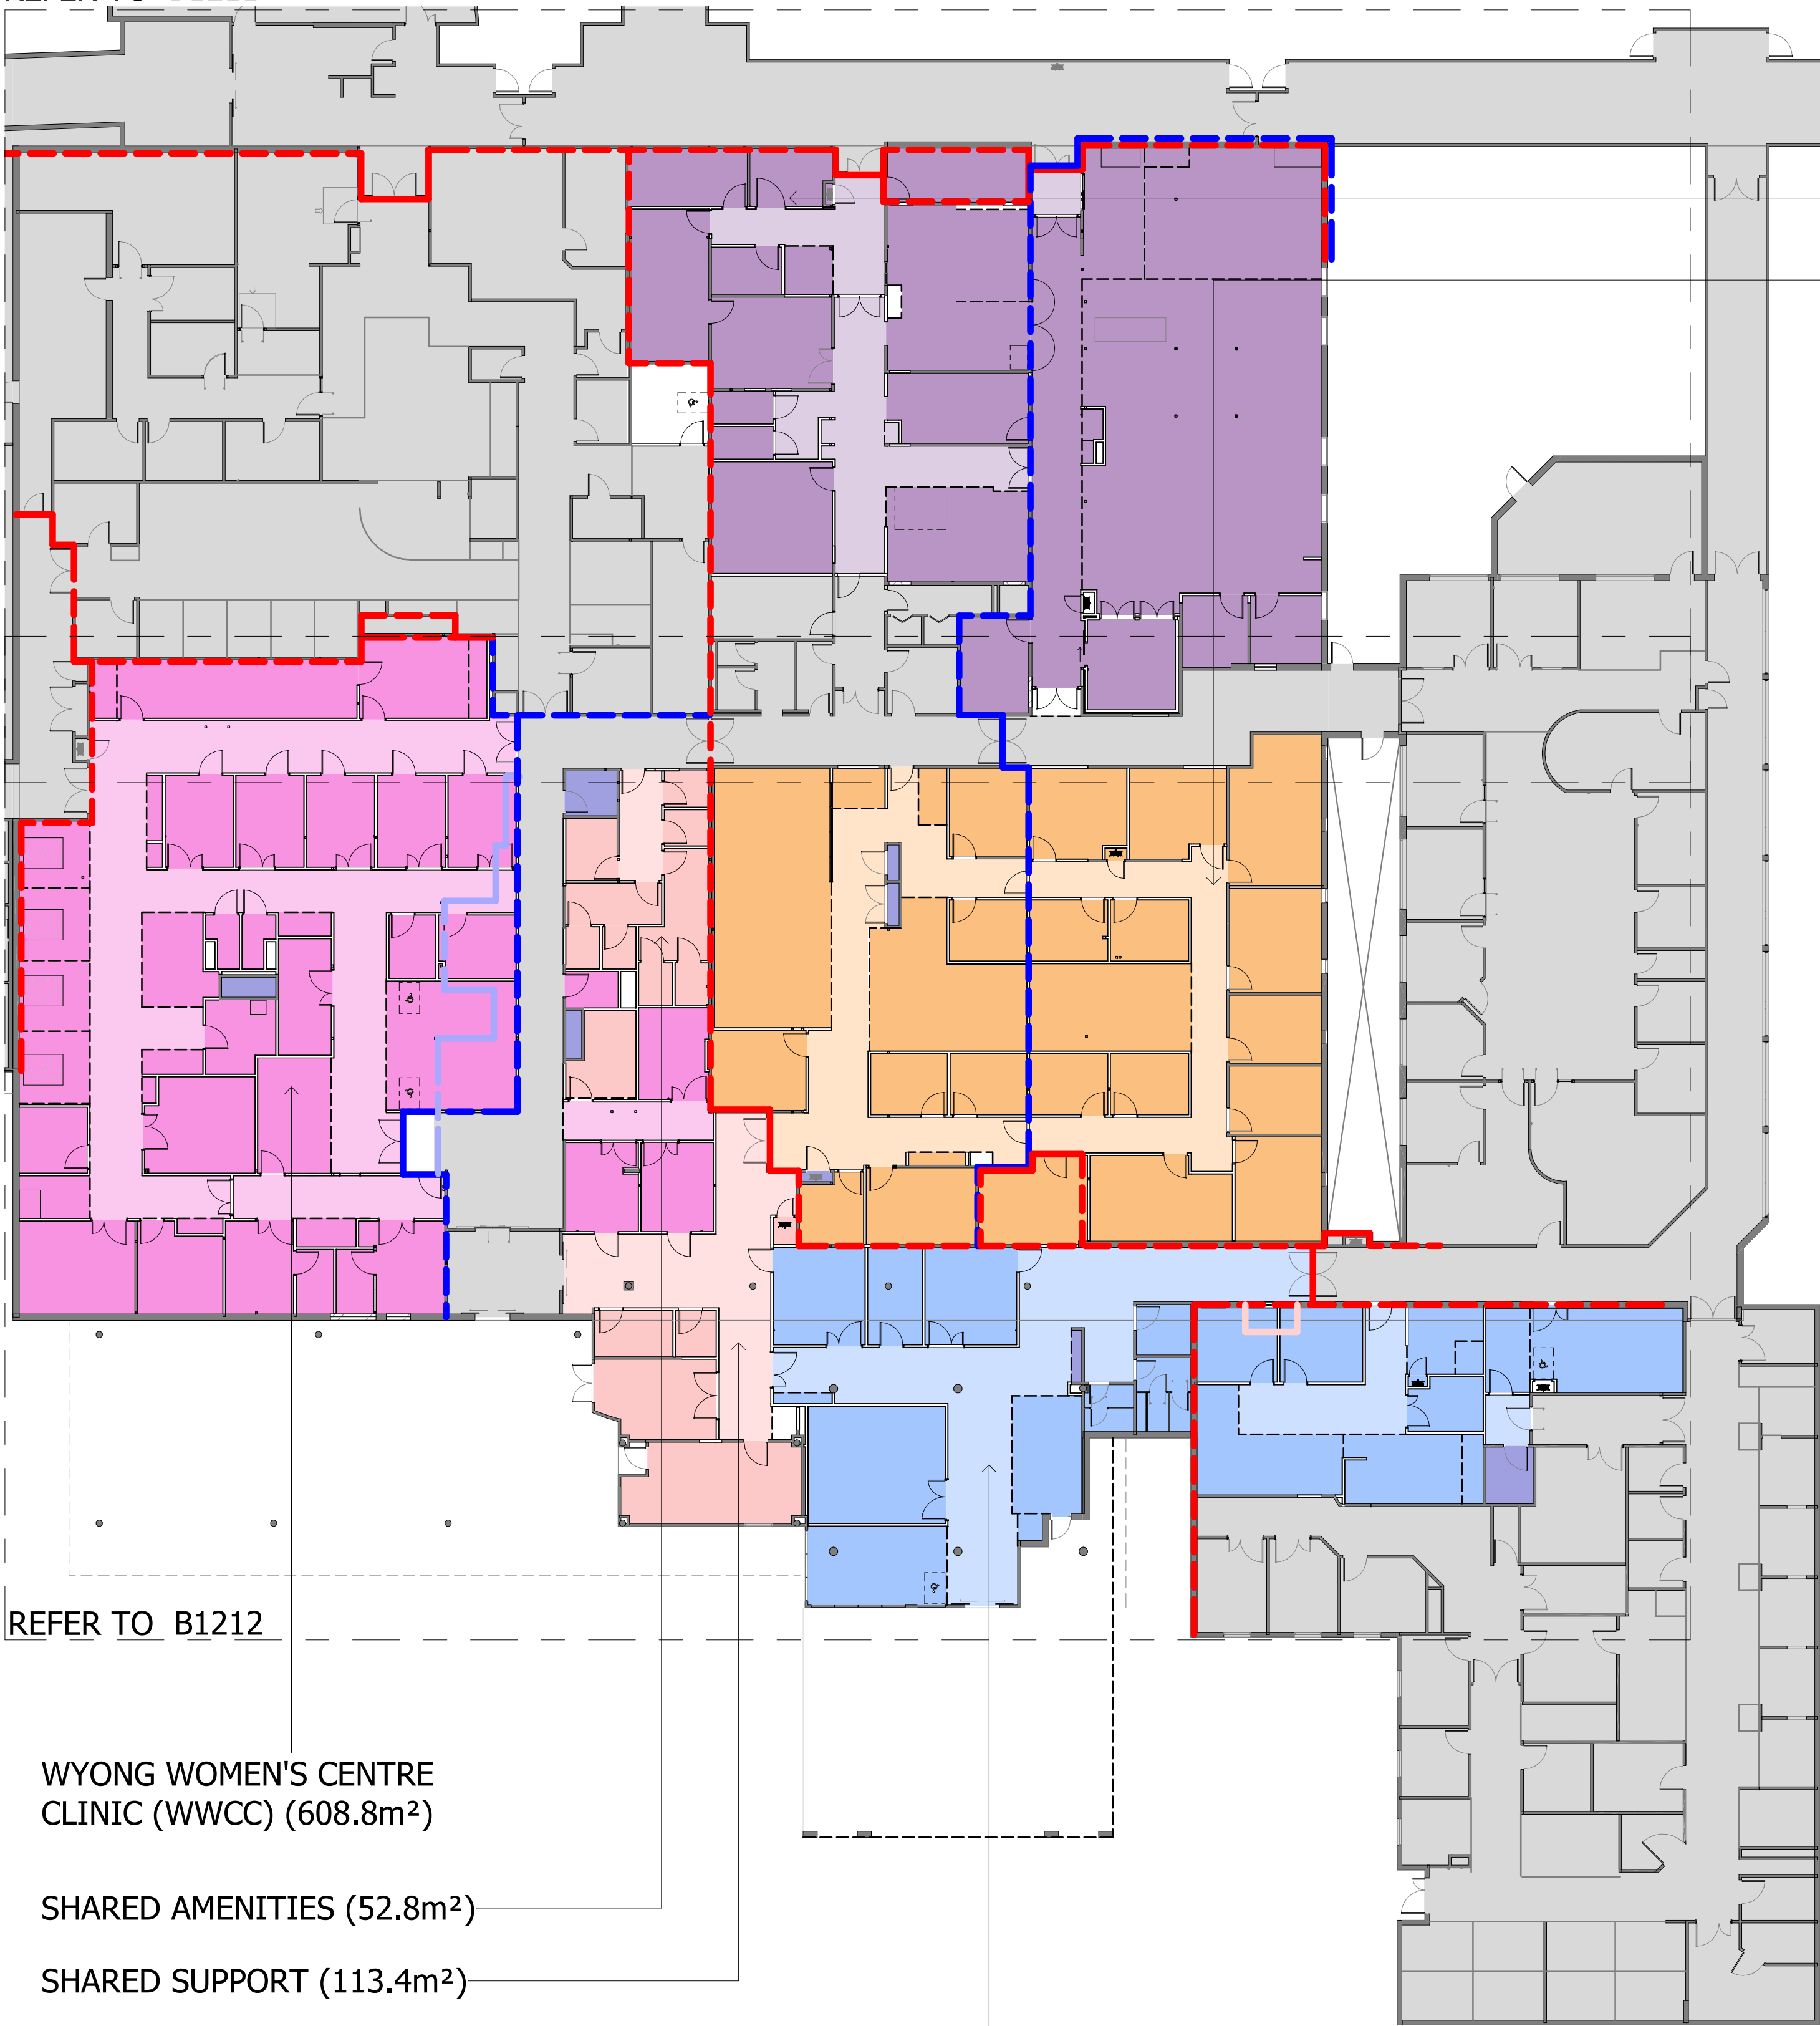 REFER TO B1212
WYONG WOMEN'S CENTRE
CLINIC (WWCC) (608.8m²)
SHARED AMENITIES (52.8m²)
SHARED SUPPORT (113.4m²)